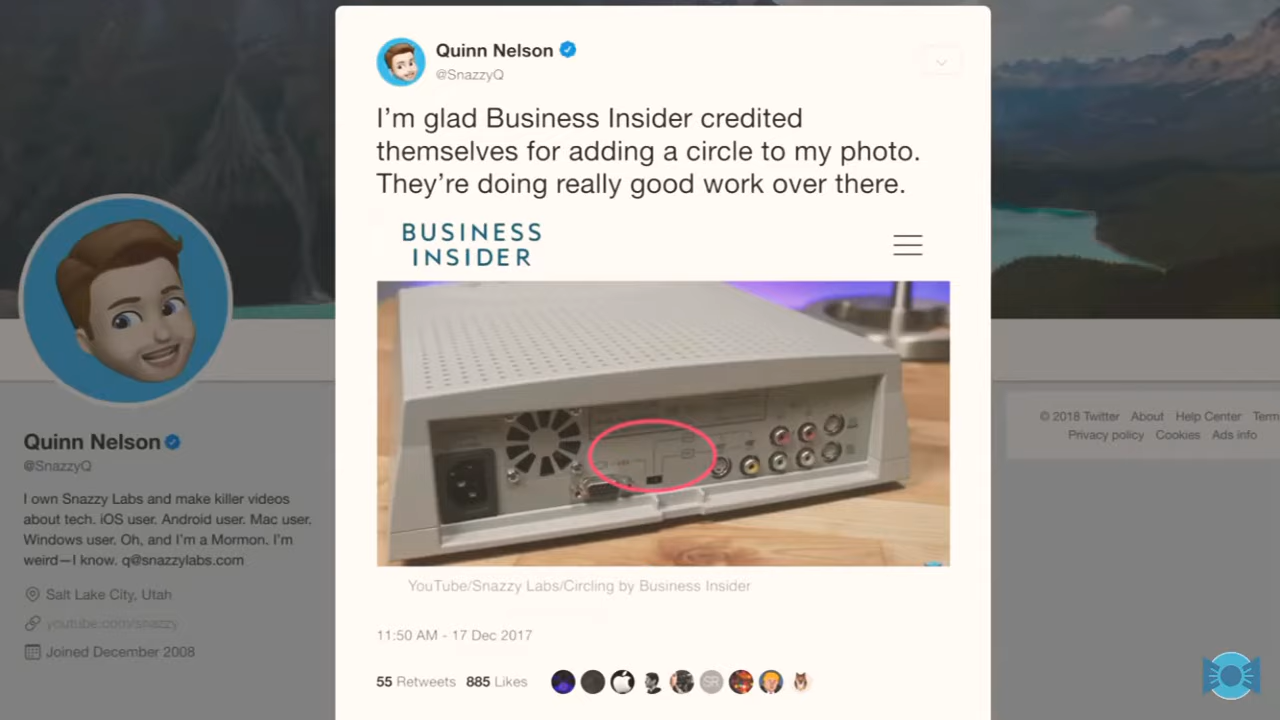 Quinn Nelson
@SnazzyQ
I'm glad Business Insider credited
themselves for adding a circle to my photo.
They're doing really good work over there.
BUSINESS
INSIDER
YouTube/Snazzy Labs/Circling by Business Insider
11:50 AM - 17 Dec 2017
55 Retweets 885 Likes
SR
Quinn Nelson
@SnazzyQ
I own Snazzy Labs and make killer videos
about tech. iOS user. Android user. Mac user.
Windows user. Oh, and I'm a Mormon. I'm
weird—I know. q@snazzylabs.com
Salt Lake City, Utah
youtube.com/snazzy
Joined December 2008
© 2018 Twitter About Help Center Term
Privacy policy Cookies Ads info